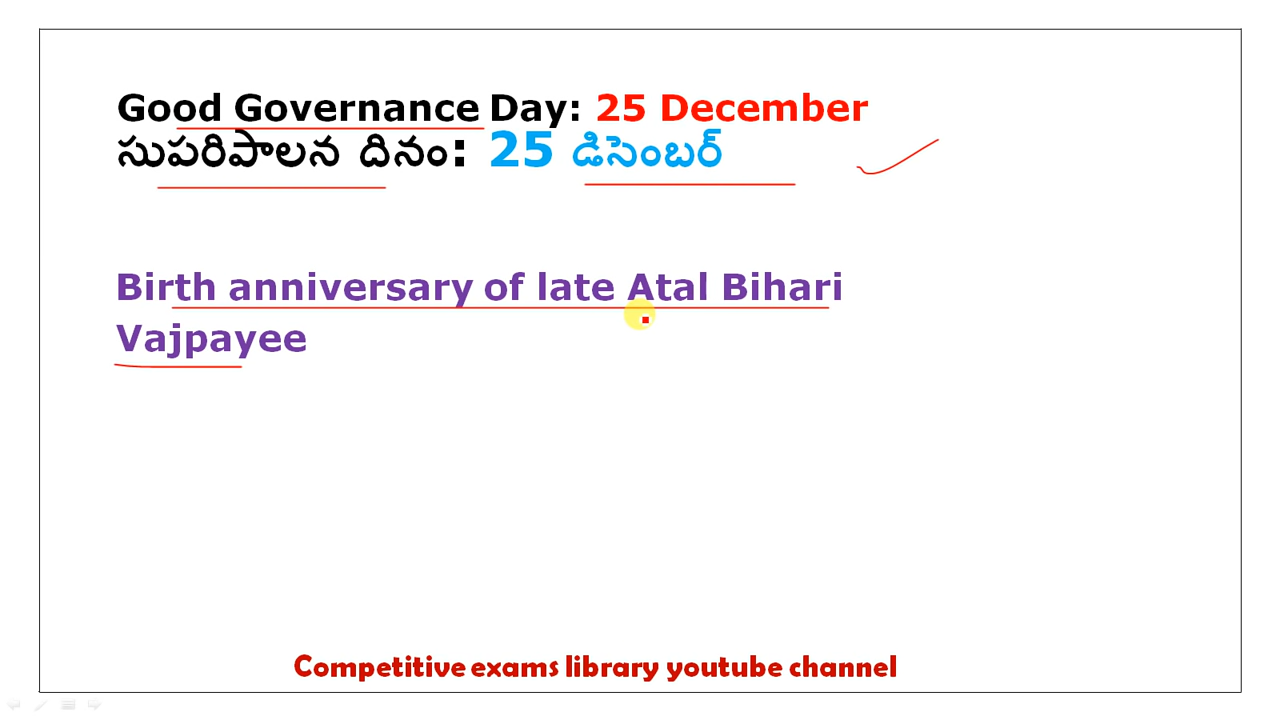 Good Governance Day: 25 December
సుపరిపాలన దినం: 25 డిసెంబర్
Birth anniversary of late Atal Bihari
Vajpayee
Competitive exams library youtube channel